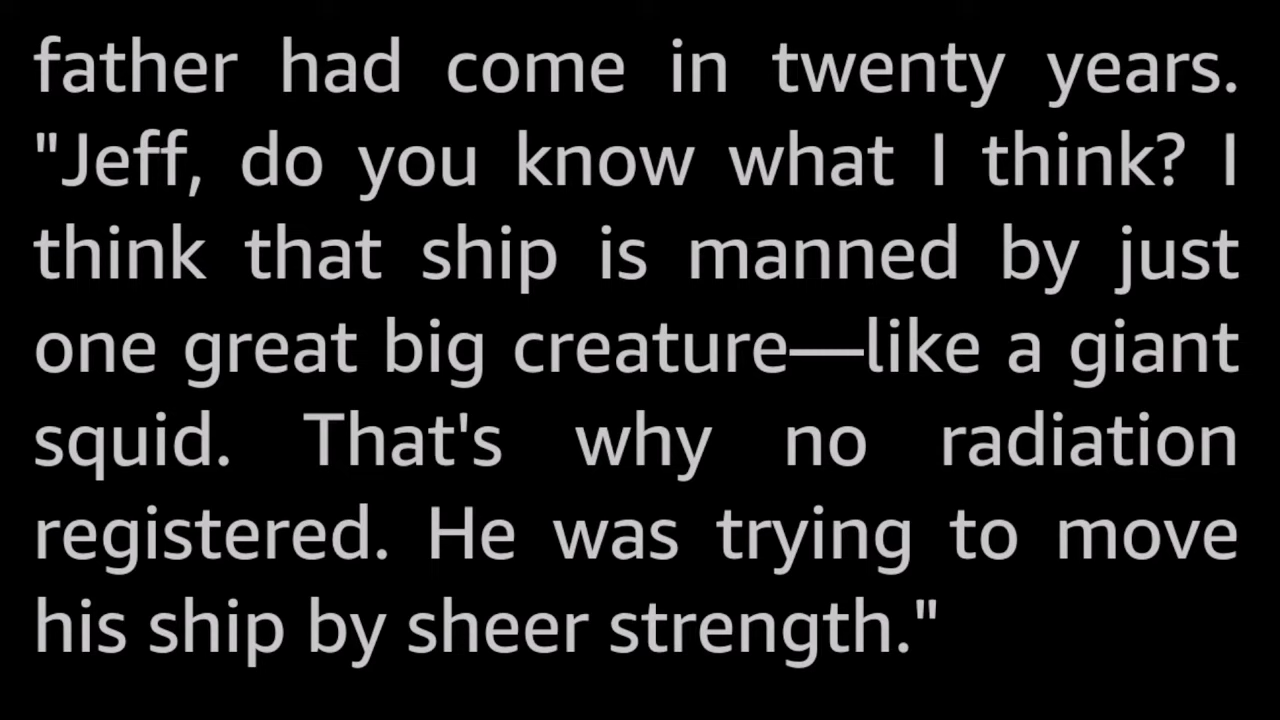 father had come in twenty years.
"Jeff, do you know what I think? I
think that ship is manned by just
one great big creature—like a giant
squid. That's why no radiation
registered. He was trying to move
his ship by sheer strength."